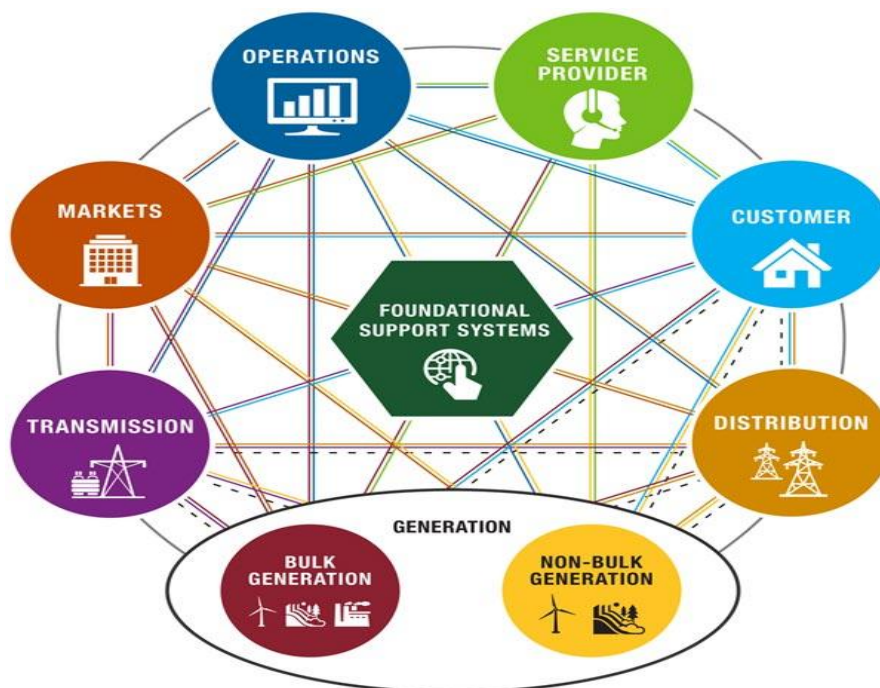 OPERATIONS
SERVICE
PROVIDER
MARKETS
CUSTOMER
FOUNDATIONAL
SUPPORT SYSTEMS
TRANSMISSION
DISTRIBUTION
GENERATION
BULK
GENERATION
NON-BULK
GENERATION